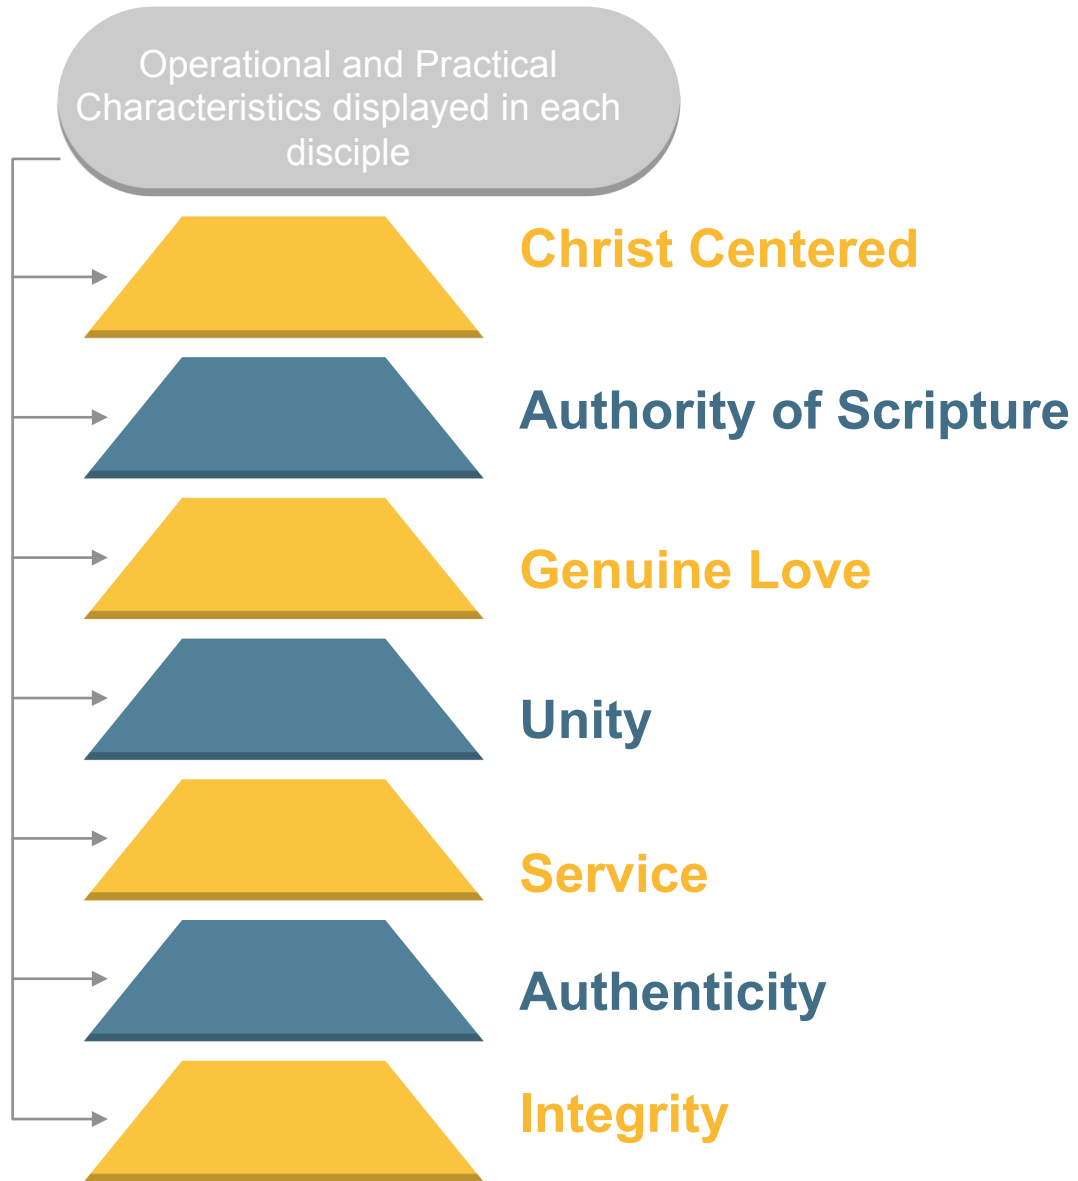 Operational and Practical
Characteristics displayed in each
disciple
Christ Centered
Authority of Scripture
Genuine Love
Unity
Service
Authenticity
Integrity